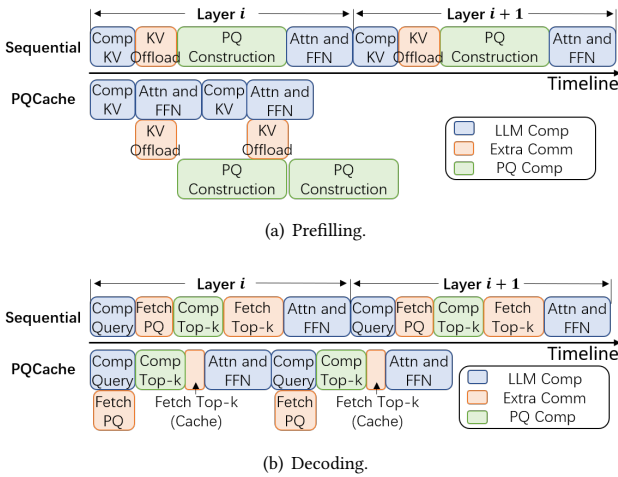 Layer i
Layer i + 1
Sequential
Comp KV
KV Offload
PQ Construction
Attn and FFN
Comp KV
KV Offload
PQ Construction
Attn and FFN
Timeline
PQCache
Comp KV
Attn and FFN
Comp KV
Attn and FFN
KV Offload
KV Offload
PQ Construction
PQ Construction
LLM Comp
Extra Comm
PQ Comp
(a) Prefilling.
Layer i
Layer i + 1
Sequential
Comp Query
Fetch PQ
Comp Top-k
Fetch Top-k
Attn and FFN
Comp Query
Fetch PQ
Comp Top-k
Fetch Top-k
Attn and FFN
Timeline
PQCache
Comp Query
Comp Top-k
Attn and FFN
Comp Query
Comp Top-k
Attn and FFN
Fetch PQ
Fetch Top-k (Cache)
Fetch PQ
Fetch Top-k (Cache)
LLM Comp
Extra Comm
PQ Comp
(b) Decoding.